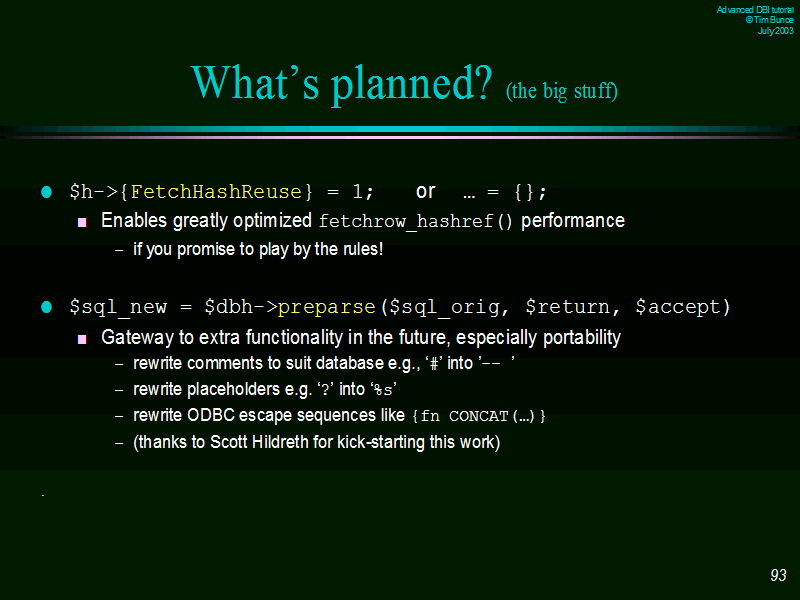 Advanced DBI tutorial
© Tim Bunce
July 2003
What’s planned? (the big stuff)
$h->{FetchHashReuse} = 1; or … = {};
Enables greatly optimized fetchrow_hashref() performance
– if you promise to play by the rules!
$sql_new = $dbh->preparse($sql_orig, $return, $accept)
Gateway to extra functionality in the future, especially portability
– rewrite comments to suit database e.g., ‘#’ into ’-- ’
– rewrite placeholders e.g. ‘?’ into ‘%s’
– rewrite ODBC escape sequences like {fn CONCAT(…)}
– (thanks to Scott Hildreth for kick-starting this work)
.
93